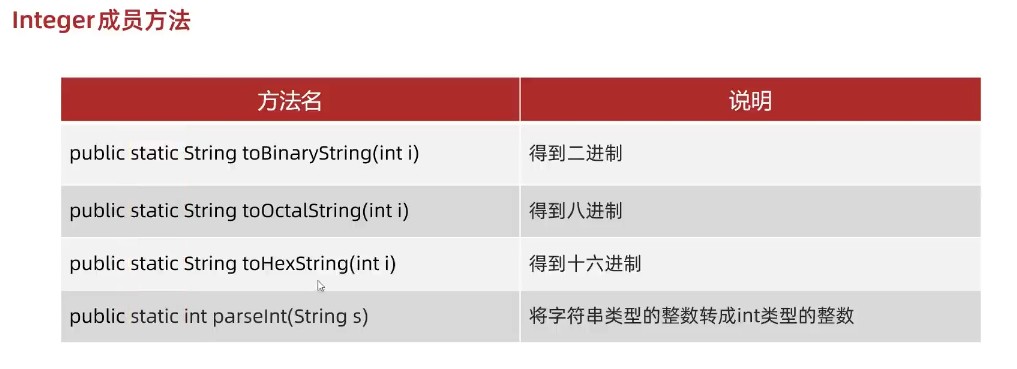 Integer成员方法
方法名 说明
public static String toBinaryString(int i) 得到二进制
public static String toOctalString(int i) 得到八进制
public static String toHexString(int i) 得到十六进制
public static int parseInt(String s) 将字符串类型的整数转成int类型的整数